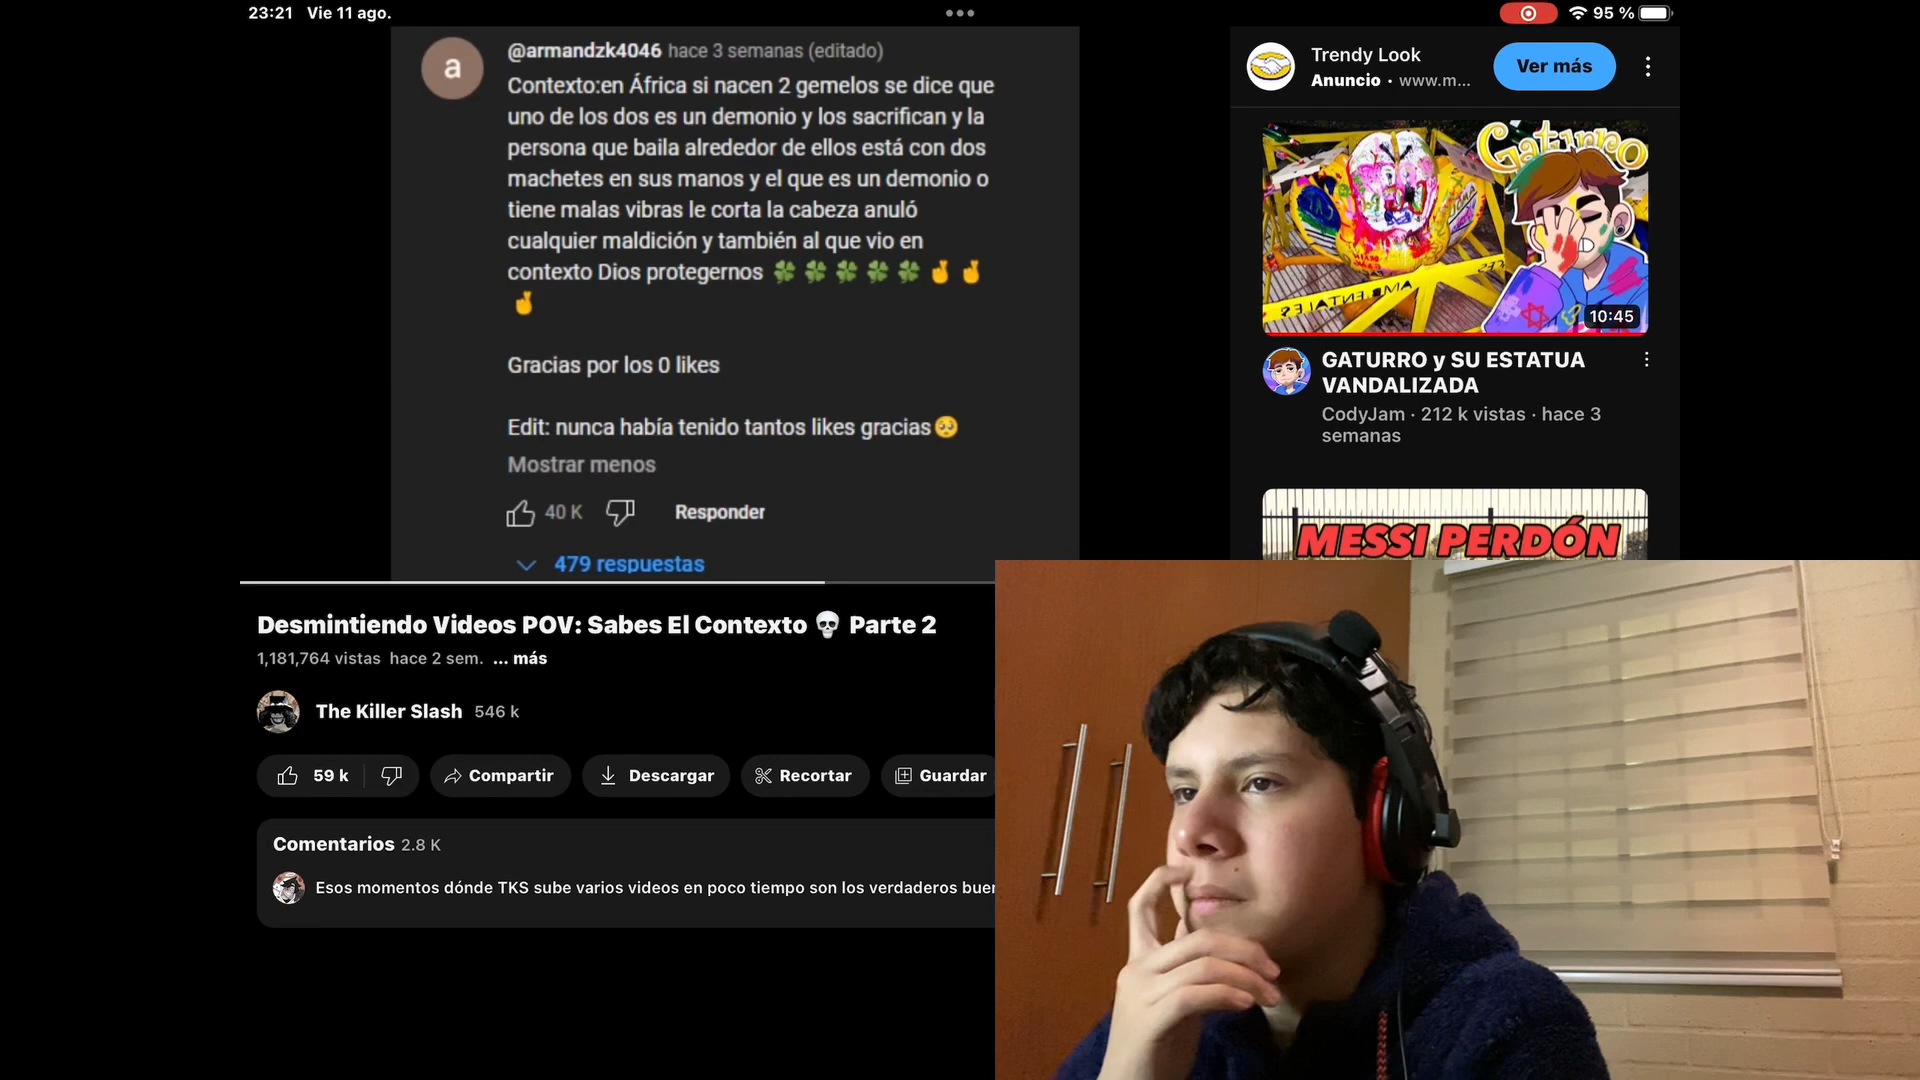 23:21 Vie 11 ago.
95 %
a
@armandzk4046 hace 3 semanas (editado)
Contexto:en África si nacen 2 gemelos se dice que
uno de los dos es un demonio y los sacrifican y la
persona que baila alrededor de ellos está con dos
machetes en sus manos y el que es un demonio o
tiene malas vibras le corta la cabeza anuló
cualquier maldición y también al que vio en
contexto Dios protegernos 🍀 🍀 🍀 🍀 🍀 🤞 🤞
🤞
Gracias por los 0 likes
Edit: nunca había tenido tantos likes gracias🥺
Mostrar menos
40 K Responder
479 respuestas
Desmintiendo Videos POV: Sabes El Contexto 💀 Parte 2
1,181,764 vistas hace 2 sem. ... más
The Killer Slash 546 k
59 k Compartir Descargar Recortar Guardar
Comentarios 2.8 K
Esos momentos dónde TKS sube varios videos en poco tiempo son los verdaderos
Trendy Look
Anuncio · www.m...
Ver más
Gaturro
AMBIENTALES
10:45
GATURRO y SU ESTATUA
VANDALIZADA
CodyJam · 212 k vistas · hace 3
semanas
MESSI PERDÓN